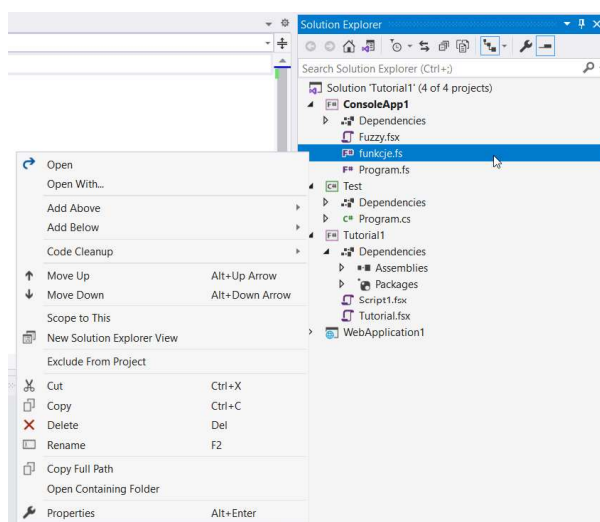 Solution Explorer
Search Solution Explorer (Ctrl+;)
Solution 'Tutorial1' (4 of 4 projects)
F# ConsoleApp1
Dependencies
Fuzzy.fsx
F# funkcje.fs
F# Program.fs
C# Test
Dependencies
C# Program.cs
F# Tutorial1
Dependencies
Assemblies
Packages
Script1.fsx
Tutorial.fsx
WebApplication1
Open
Open With...
Add Above
Add Below
Code Cleanup
Move Up Alt+Up Arrow
Move Down Alt+Down Arrow
Scope to This
New Solution Explorer View
Exclude From Project
Cut Ctrl+X
Copy Ctrl+C
Delete Del
Rename F2
Copy Full Path
Open Containing Folder
Properties Alt+Enter